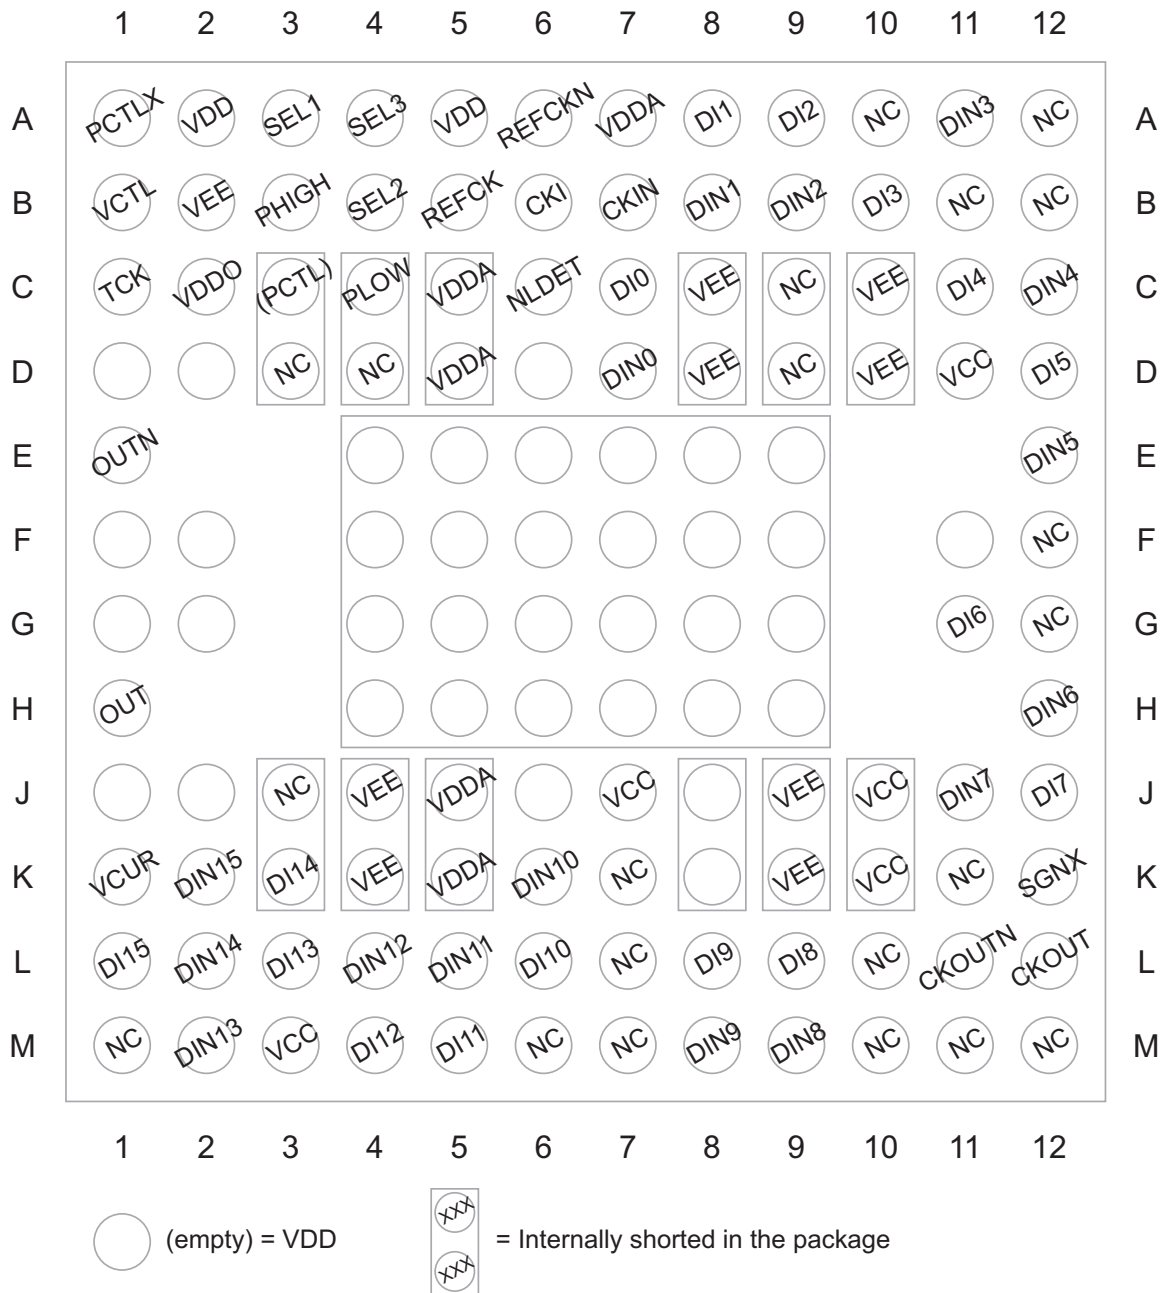 1 2 3 4 5 6 7 8 9 10 11 12
A PCTLX VDD SEL1 SEL3 VDD REFCKN VDDA DI1 DI2 NC DIN3 NC A
B VCTL VEE PHIGH SEL2 REFCK CKI CKIN DIN1 DIN2 DI3 NC NC B
C TCK VDDO (PCTL) PLOW VDDA NLDET DI0 VEE NC VEE DI4 DIN4 C
D NC NC VDDA DIN0 VEE NC VEE VCC DI5 D
E OUTN DIN5 E
F NC F
G DI6 NC G
H OUT DIN6 H
J NC VEE VDDA VCC VEE VCC DIN7 DI7 J
K VCUR DIN15 DI14 VEE VDDA DIN10 NC VEE VCC NC SGNX K
L DI15 DIN14 DI13 DIN12 DIN11 DI10 NC DI9 DI8 NC CKOUTN CKOUT L
M NC DIN13 VCC DI12 DI11 NC NC DIN9 DIN8 NC NC NC M
1 2 3 4 5 6 7 8 9 10 11 12
XXX
(empty) = VDD = Internally shorted in the package
XXX